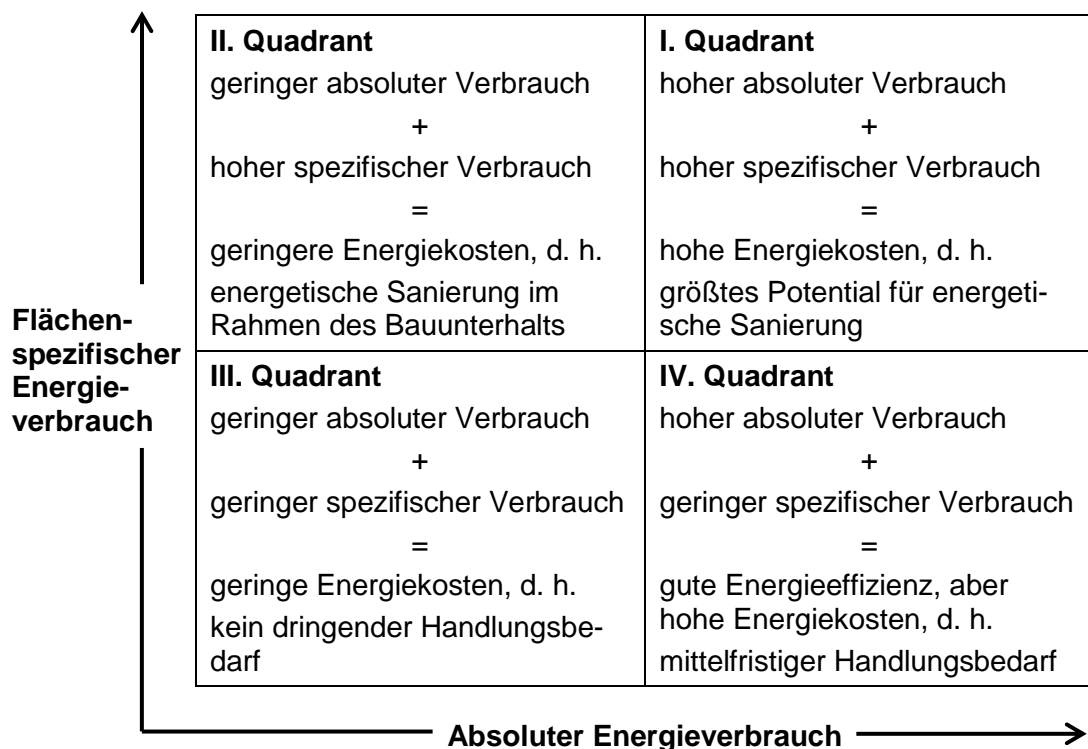 II. Quadrant
geringer absoluter Verbrauch
+
hoher spezifischer Verbrauch
=
geringere Energiekosten, d. h.
energetische Sanierung im
Rahmen des Bauunterhalts
I. Quadrant
hoher absoluter Verbrauch
+
hoher spezifischer Verbrauch
=
hohe Energiekosten, d. h.
größtes Potential für energeti-
sche Sanierung
Flächen-
spezifischer
Energie-
verbrauch
III. Quadrant
geringer absoluter Verbrauch
+
geringer spezifischer Verbrauch
=
geringe Energiekosten, d. h.
kein dringender Handlungsbe-
darf
IV. Quadrant
hoher absoluter Verbrauch
+
geringer spezifischer Verbrauch
=
gute Energieeffizienz, aber
hohe Energiekosten, d. h.
mittelfristiger Handlungsbedarf
Absoluter Energieverbrauch